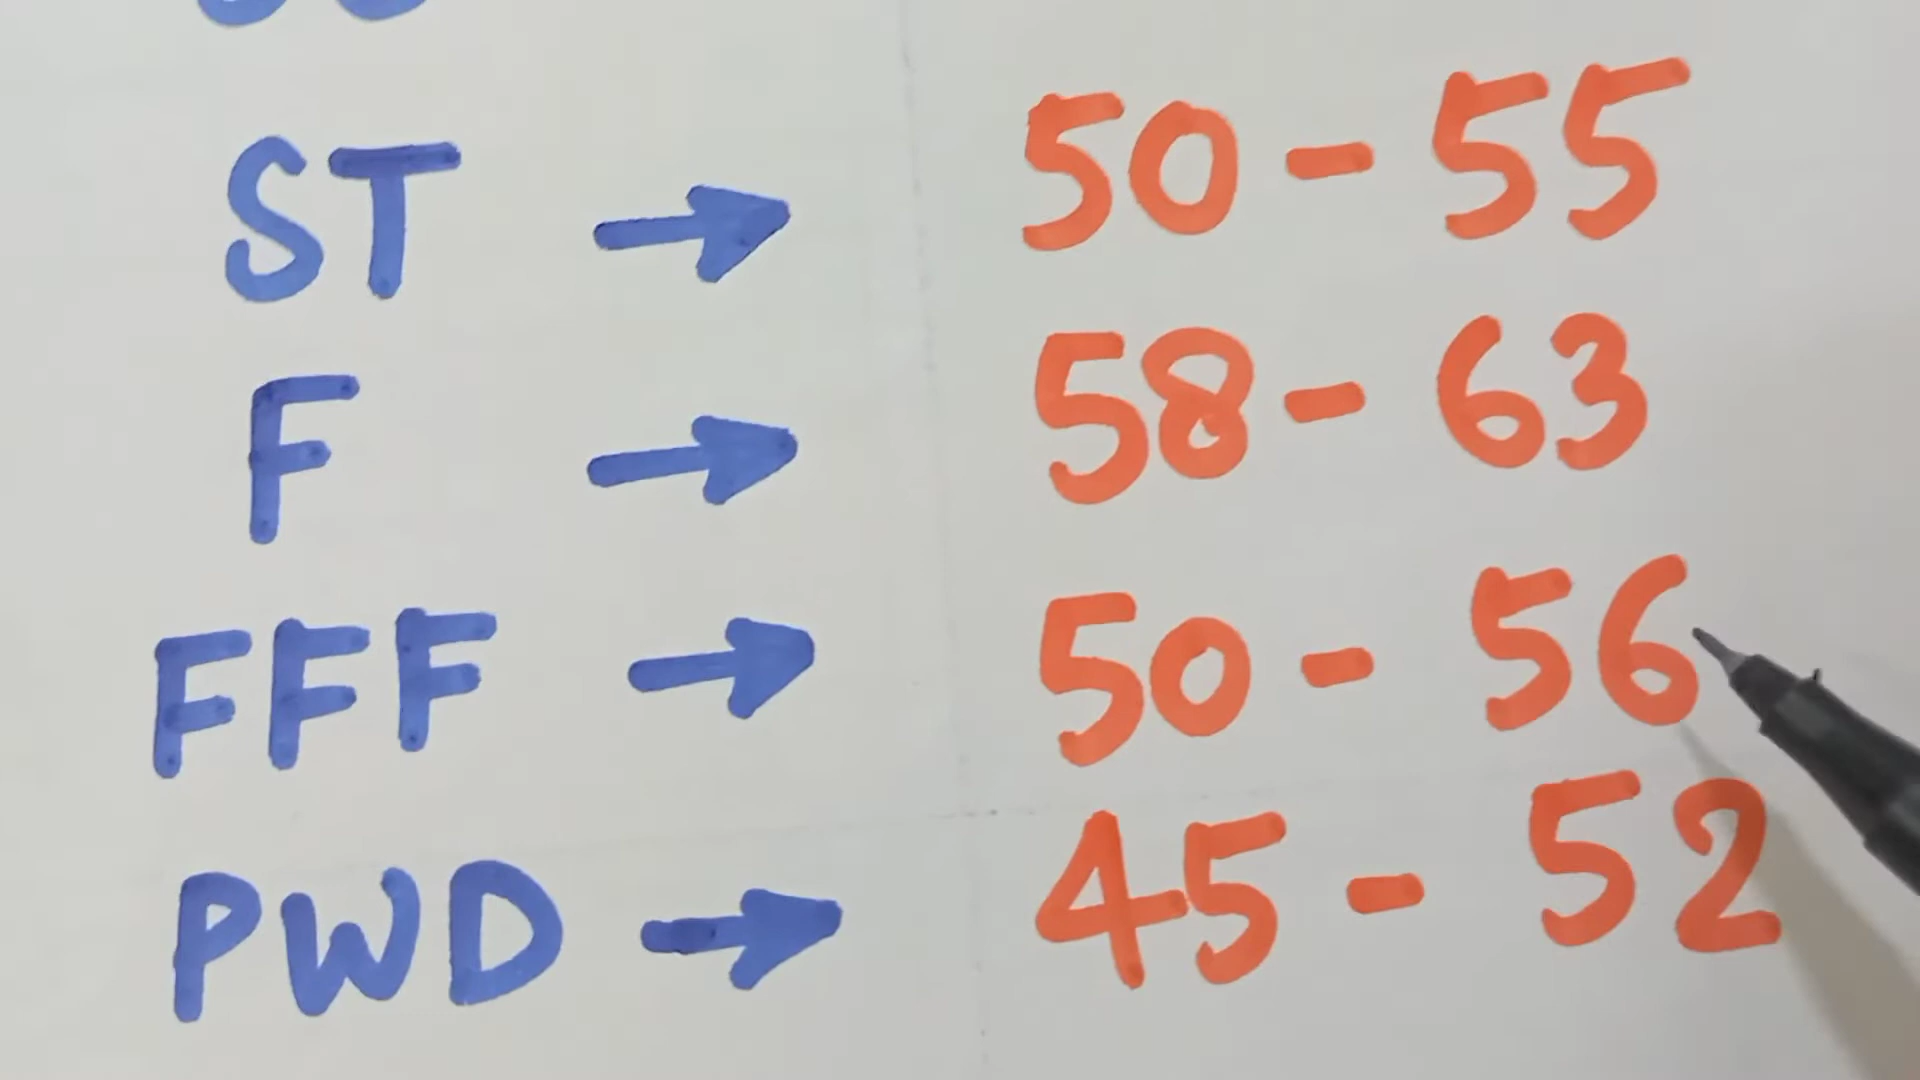 ST → 50 - 55
F → 58 - 63
FFF → 50 - 56
PWD → 45 - 52